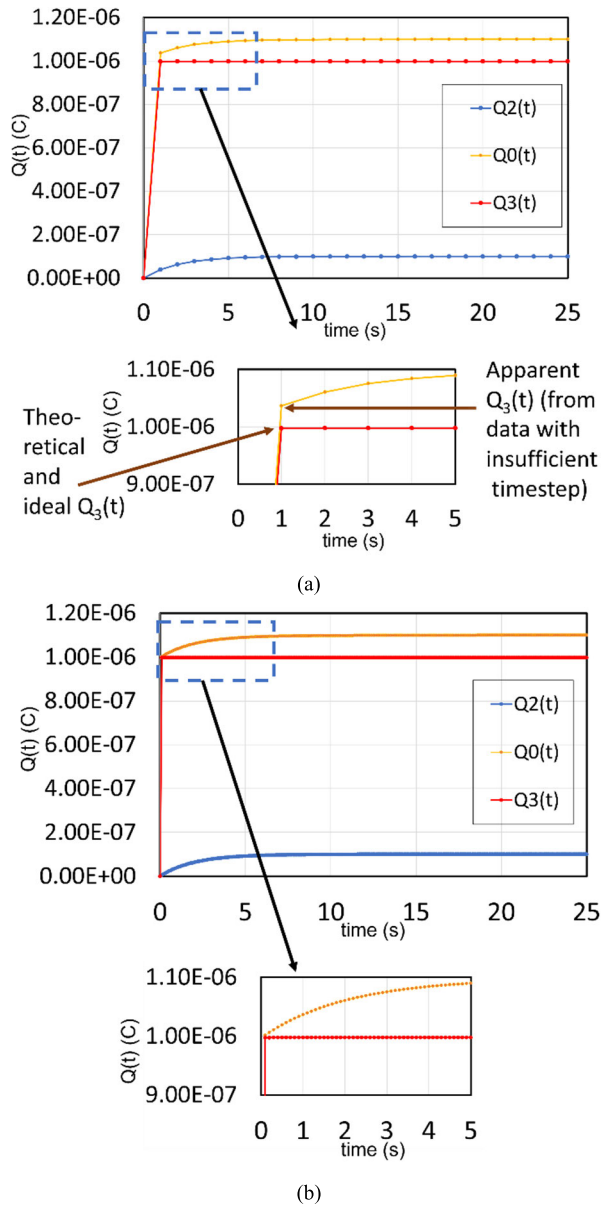 1.20E-06
1.00E-06
8.00E-07
6.00E-07
4.00E-07
2.00E-07
0.00E+00
Q(t) (C)
Q2(t)
Q0(t)
Q3(t)
0 5 10 15 20 25
time (s)
Theo-
retical
and
ideal Q3(t)
1.10E-06
1.00E-06
9.00E-07
Q(t) (C)
0 1 2 3 4 5
time (s)
Apparent
Q3(t) (from
data with
insufficient
timestep)
(a)
1.20E-06
1.00E-06
8.00E-07
6.00E-07
4.00E-07
2.00E-07
0.00E+00
Q(t) (C)
Q2(t)
Q0(t)
Q3(t)
0 5 10 15 20 25
time (s)
1.10E-06
1.00E-06
9.00E-07
Q(t) (C)
0 1 2 3 4 5
time (s)
(b)